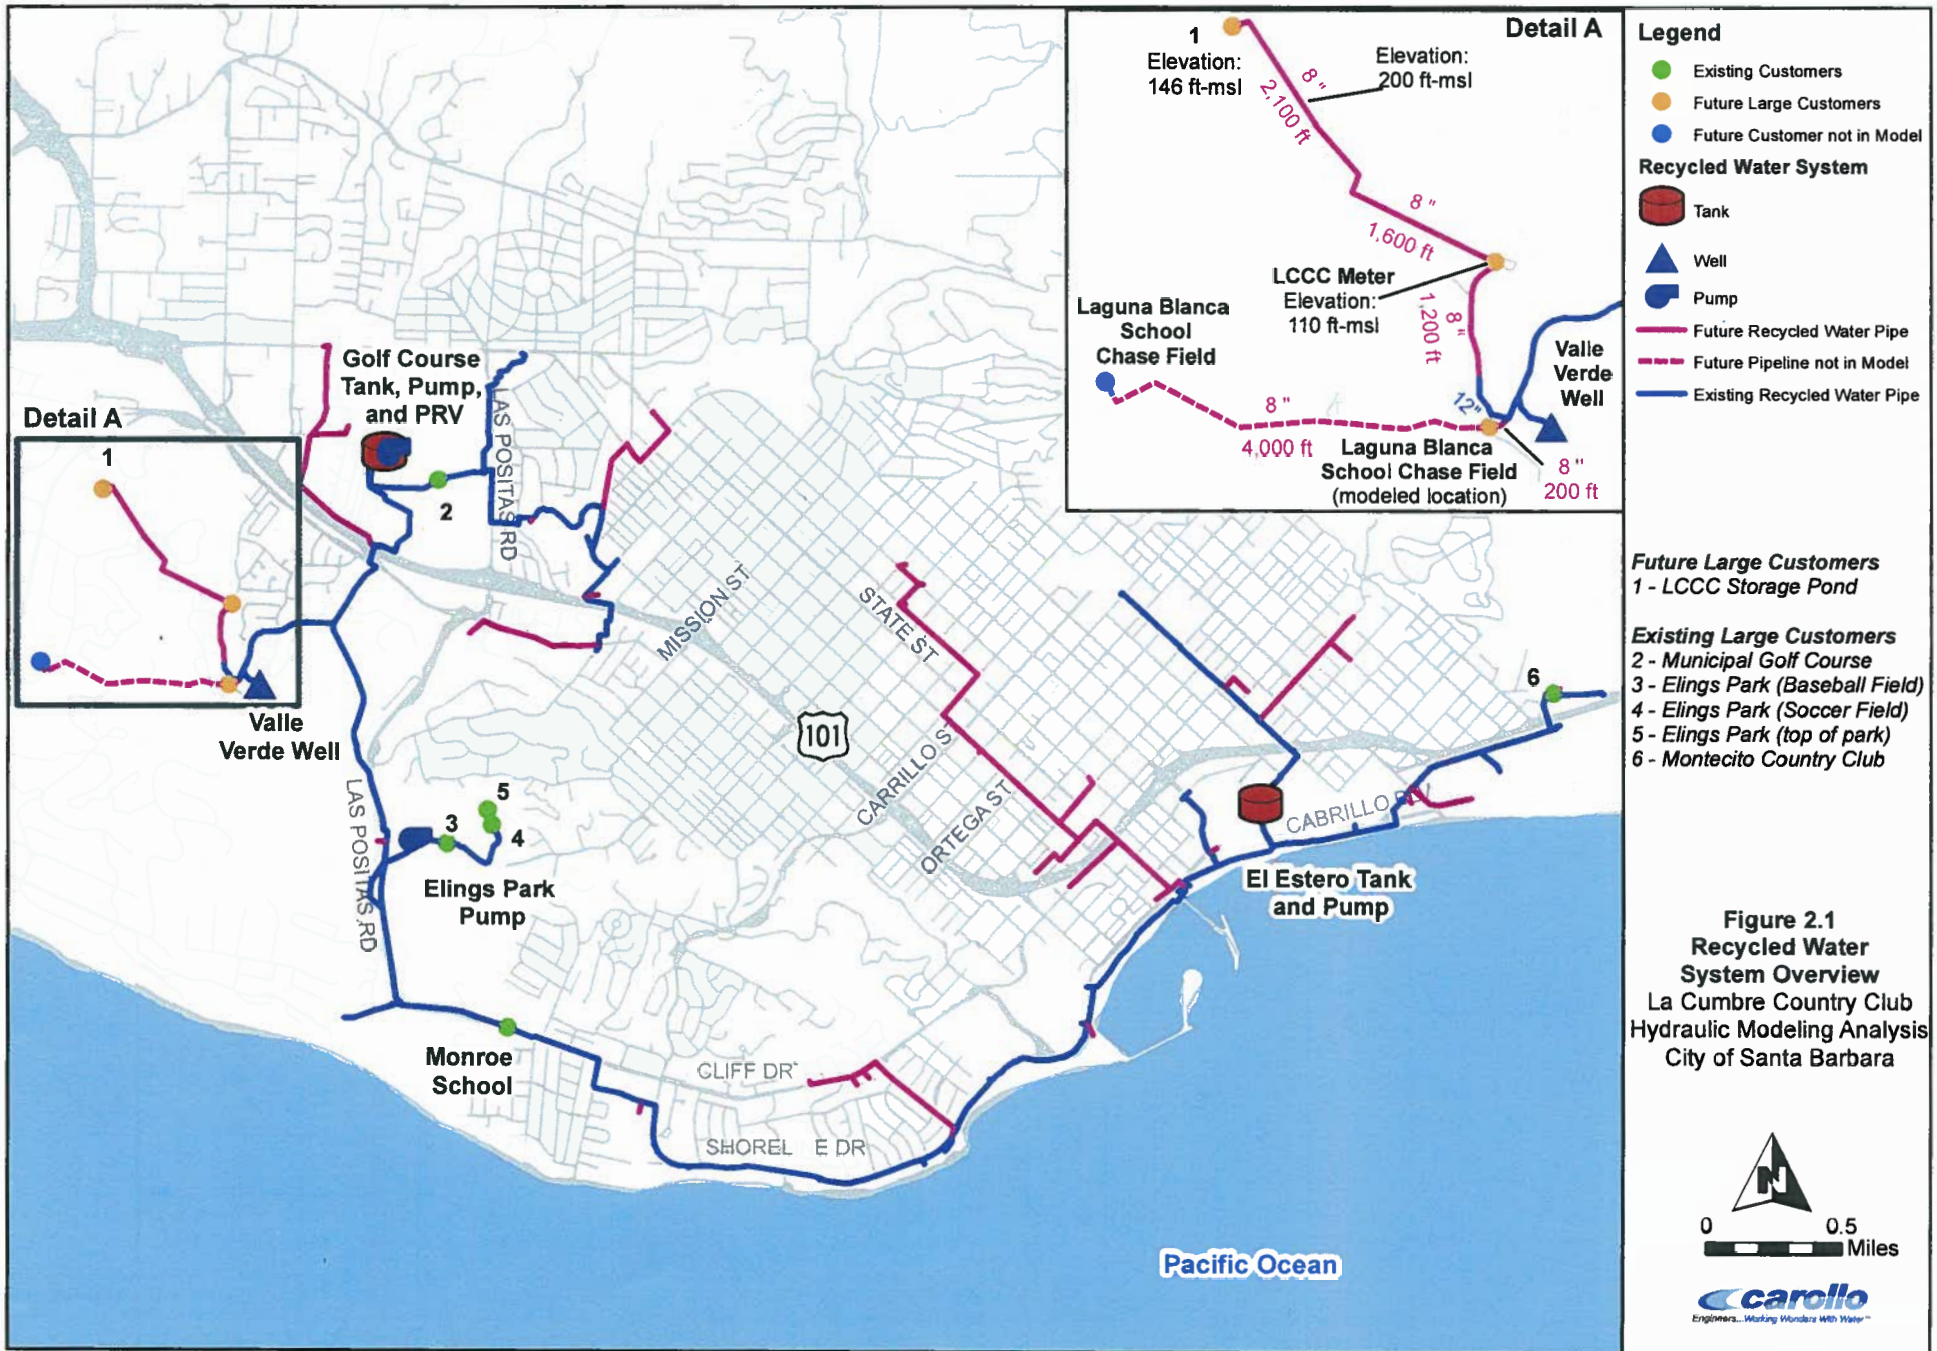 Detail A
1
Elevation:
146 ft-msl
Elevation:
200 ft-msl
8"
2,100 ft
8"
1,600 ft
LCCC Meter
Elevation:
110 ft-msl
8"
1,200 ft
Laguna Blanca
School
Chase Field
8"
4,000 ft
12"
Valle
Verde
Well
Laguna Blanca
School Chase Field
(modeled location)
8"
200 ft
Legend
Existing Customers
Future Large Customers
Future Customer not in Model
Recycled Water System
Tank
Well
Pump
Future Recycled Water Pipe
Future Pipeline not in Model
Existing Recycled Water Pipe
Future Large Customers
1 - LCCC Storage Pond
Existing Large Customers
2 - Municipal Golf Course
3 - Elings Park (Baseball Field)
4 - Elings Park (Soccer Field)
5 - Elings Park (top of park)
6 - Montecito Country Club
Figure 2.1
Recycled Water
System Overview
La Cumbre Country Club
Hydraulic Modeling Analysis
City of Santa Barbara
N
0 0.5
Miles
carollo
Engineers...Working Wonders With Water™
Detail A
1
Golf Course
Tank, Pump,
and PRV
2
LAS POSITAS RD
Valle
Verde Well
LAS POSITAS RD
5
3
4
Elings Park
Pump
Monroe
School
MISSION ST
STATE ST
101
CARRILLO ST
ORTEGA ST
CABRILLO
6
El Estero Tank
and Pump
CLIFF DR
SHOREL E DR
Pacific Ocean